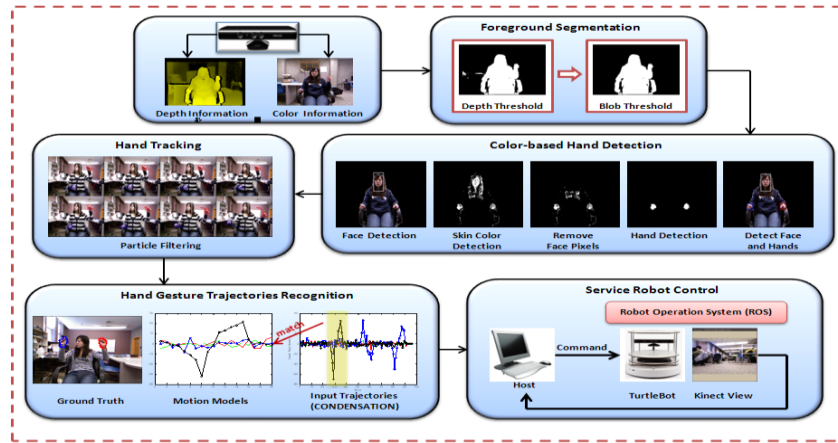 Foreground Segmentation
Depth Information
Color Information
Depth Threshold
Blob Threshold
Hand Tracking
Particle Filtering
Color-based Hand Detection
Face Detection
Skin Color
Detection
Remove
Face Pixels
Hand Detection
Detect Face
and Hands
Hand Gesture Trajectories Recognition
match
Ground Truth
Motion Models
Input Trajectories
(CONDENSATION)
Service Robot Control
Robot Operation System (ROS)
Command
Host
TurtleBot
Kinect View